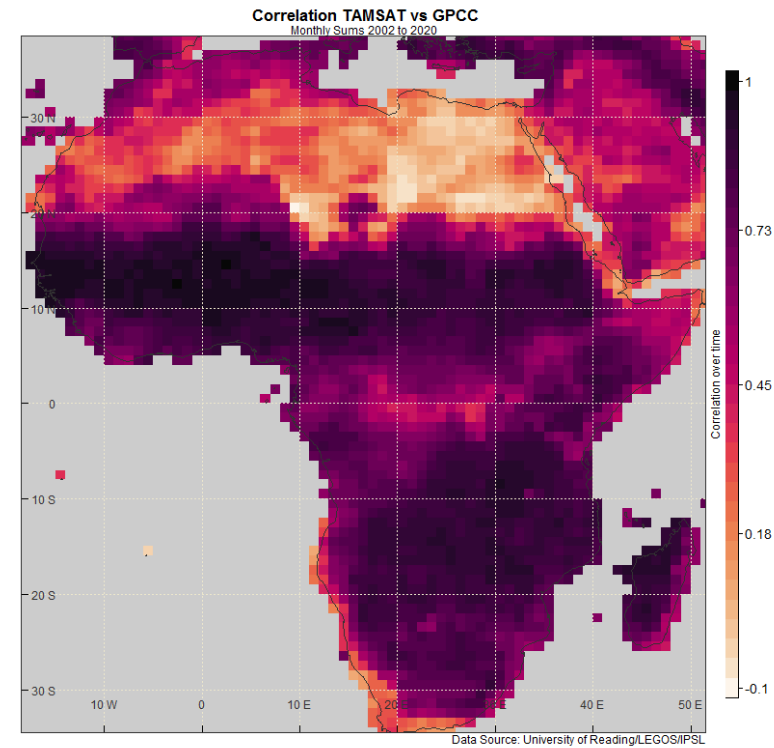 Correlation TAMSAT vs GPCC
Monthly Sums 2002 to 2020
30 N
20 N
10 N
0
10 S
20 S
30 S
10 W
0
10 E
20 E
30 E
40 E
50 E
1
0.73
0.45
0.18
-0.1
Correlation over time
Data Source: University of Reading/LEGOS/IPSL